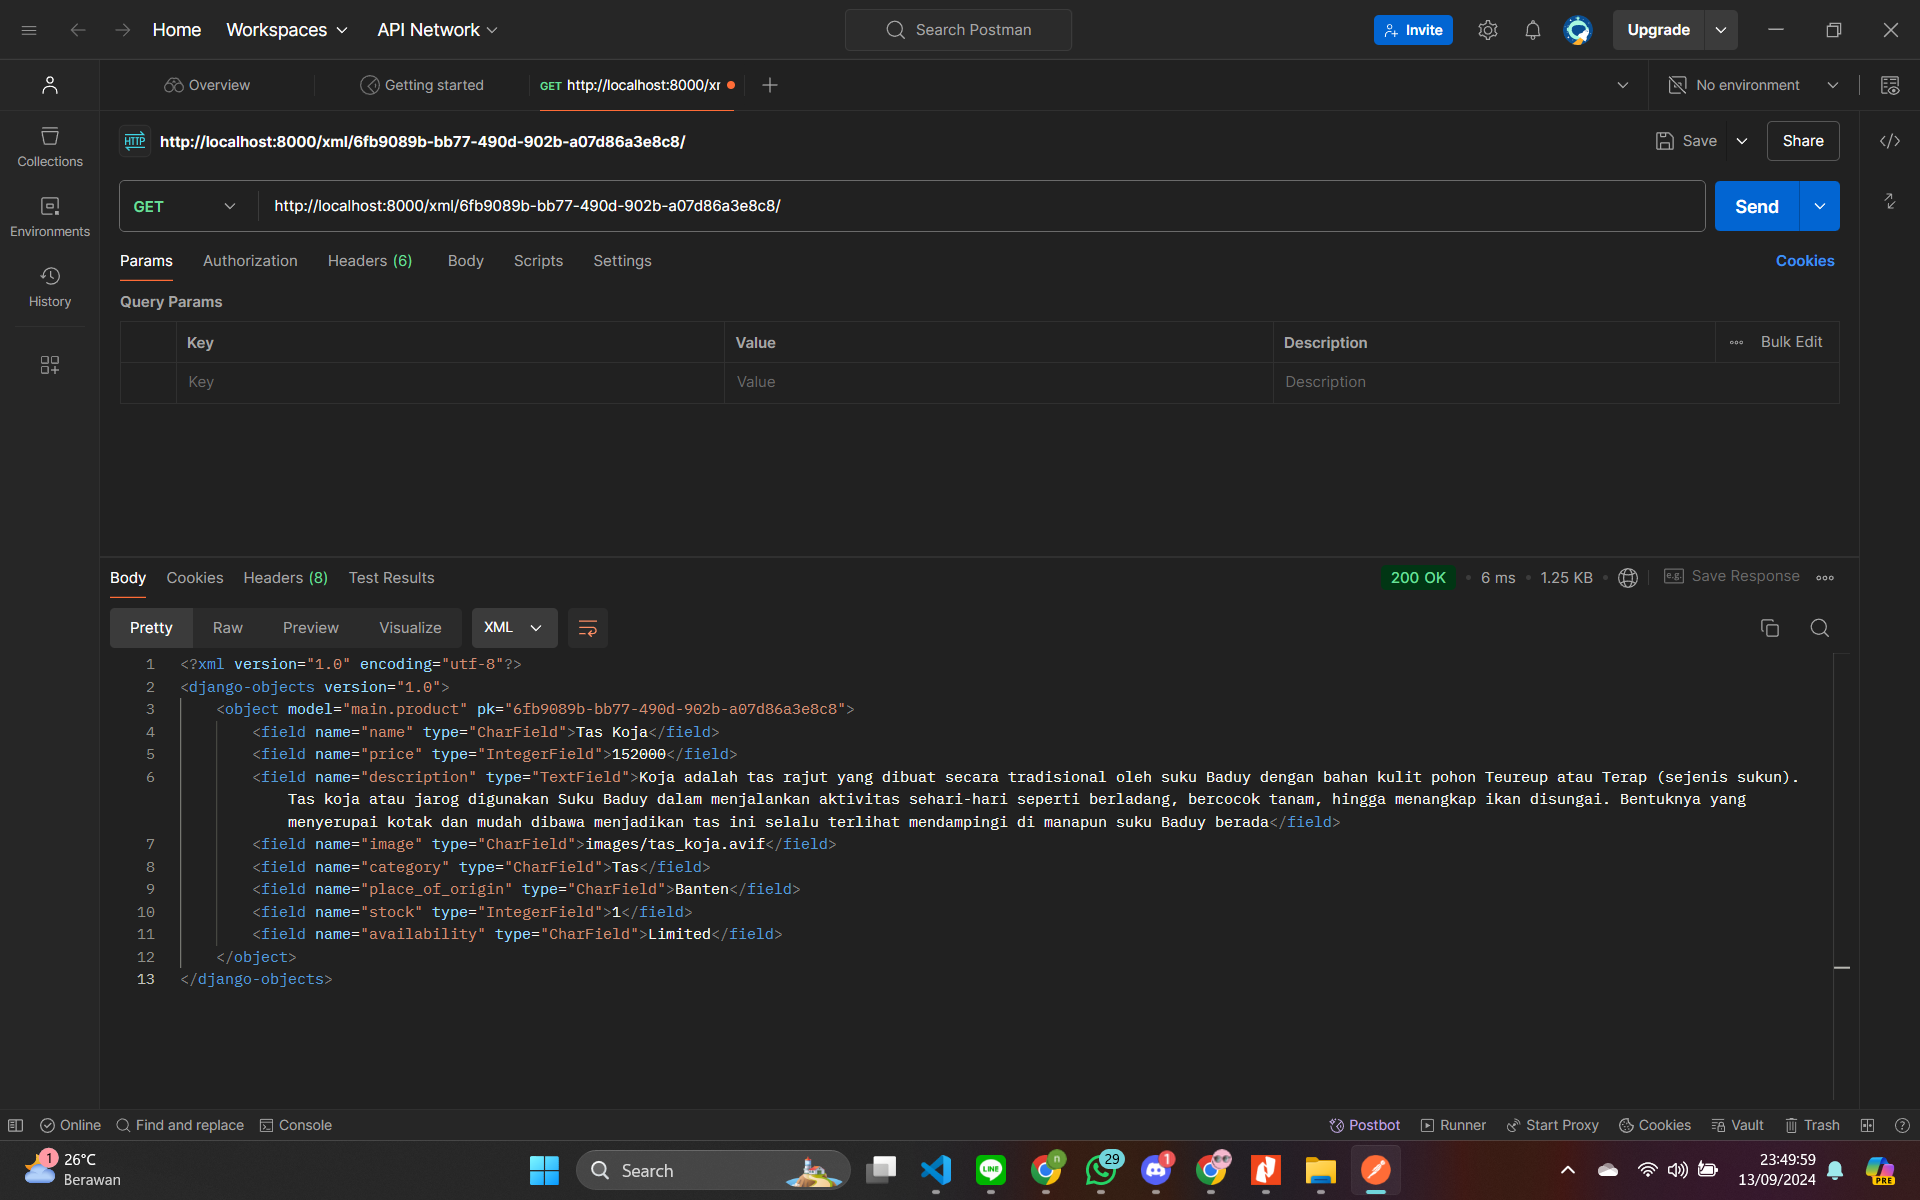 Home Workspaces API Network Search Postman Invite Upgrade
Overview Getting started GET http://localhost:8000/xr No environment
HTTP http://localhost:8000/xml/6fb9089b-bb77-490d-902b-a07d86a3e8c8/ Save Share
Collections
GET http://localhost:8000/xml/6fb9089b-bb77-490d-902b-a07d86a3e8c8/ Send
Environments
Params Authorization Headers (6) Body Scripts Settings Cookies
History
Query Params
Key Value Description Bulk Edit
Key Value Description
Body Cookies Headers (8) Test Results 200 OK 6 ms 1.25 KB e.g. Save Response
Pretty Raw Preview Visualize XML
1 <?xml version="1.0" encoding="utf-8"?>
2 <django-objects version="1.0">
3 <object model="main.product" pk="6fb9089b-bb77-490d-902b-a07d86a3e8c8">
4 <field name="name" type="CharField">Tas Koja</field>
5 <field name="price" type="IntegerField">152000</field>
6 <field name="description" type="TextField">Koja adalah tas rajut yang dibuat secara tradisional oleh suku Baduy dengan bahan kulit pohon Teureup atau Terap (sejenis sukun).
Tas koja atau jarog digunakan Suku Baduy dalam menjalankan aktivitas sehari-hari seperti berladang, bercocok tanam, hingga menangkap ikan disungai. Bentuknya yang
menyerupai kotak dan mudah dibawa menjadikan tas ini selalu terlihat mendampingi di manapun suku Baduy berada</field>
7 <field name="image" type="CharField">images/tas_koja.avif</field>
8 <field name="category" type="CharField">Tas</field>
9 <field name="place_of_origin" type="CharField">Banten</field>
10 <field name="stock" type="IntegerField">1</field>
11 <field name="availability" type="CharField">Limited</field>
12 </object>
13 </django-objects>
Online Find and replace Console Postbot Runner Start Proxy Cookies Vault Trash
1 26°C Search LINE n 29 1 23:49:59
Berawan 13/09/2024 PRE